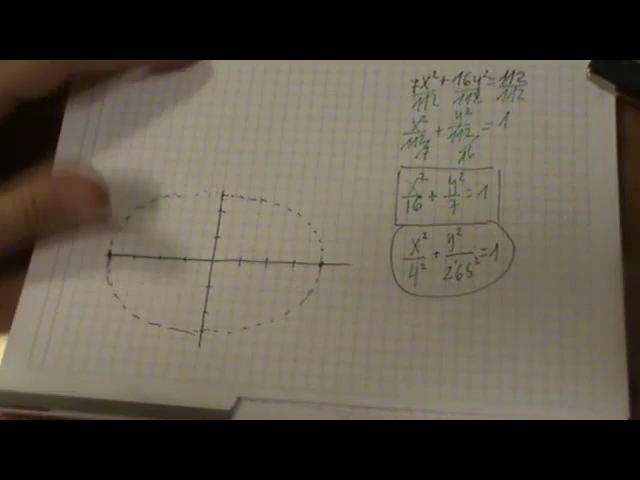 7x²/112 + 16y²/112 = 112/112
x²/(112/7) + y²/(112/16) = 1
x²/16 + y²/7 = 1
x²/4² + y²/2'65² = 1